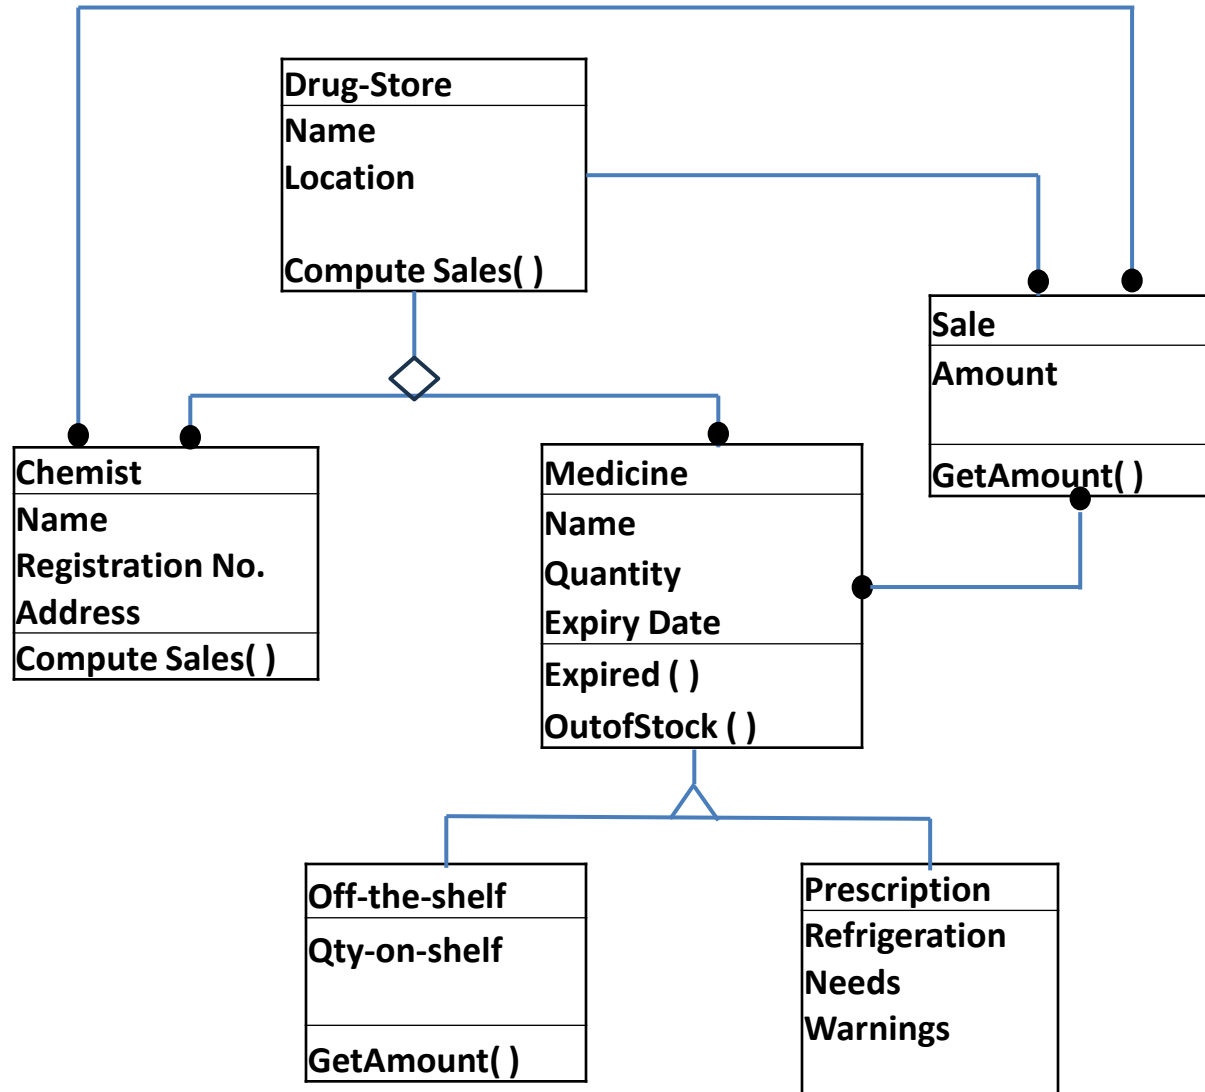 Drug-Store
Name
Location
Compute Sales( )
Sale
Amount
GetAmount( )
Chemist
Name
Registration No.
Address
Compute Sales( )
Medicine
Name
Quantity
Expiry Date
Expired ( )
OutofStock ( )
Off-the-shelf
Qty-on-shelf
GetAmount( )
Prescription
Refrigeration
Needs
Warnings